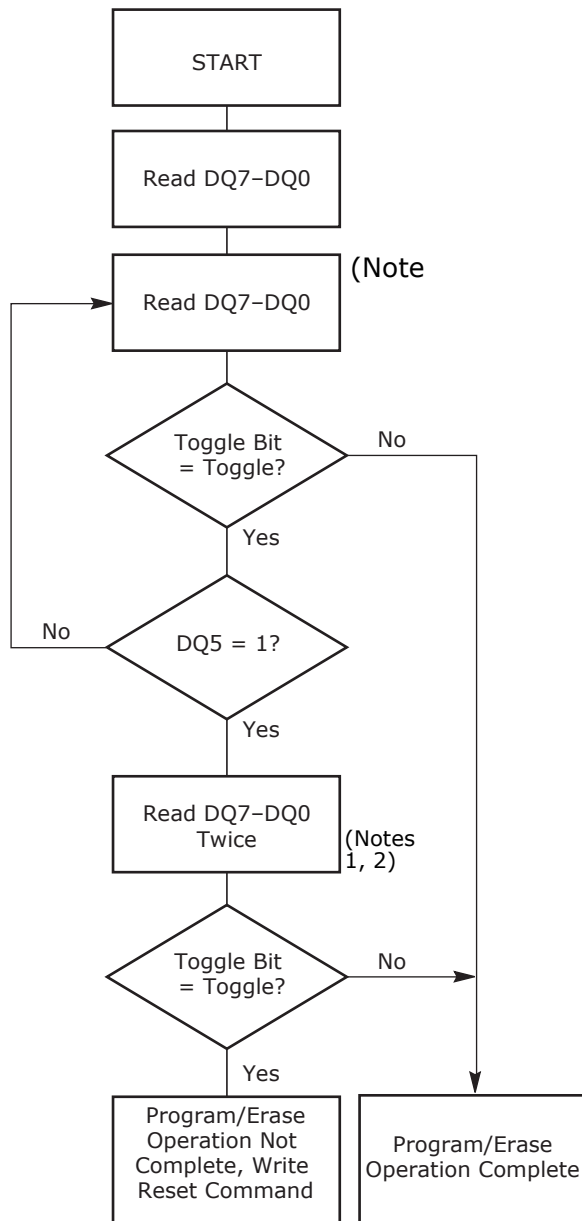 START
Read DQ7–DQ0
(Note
Read DQ7–DQ0
Toggle Bit
= Toggle?
No
Yes
No
DQ5 = 1?
Yes
Read DQ7–DQ0
Twice
(Notes
1, 2)
Toggle Bit
= Toggle?
No
Yes
Program/Erase
Operation Not
Complete, Write
Reset Command
Program/Erase
Operation Complete